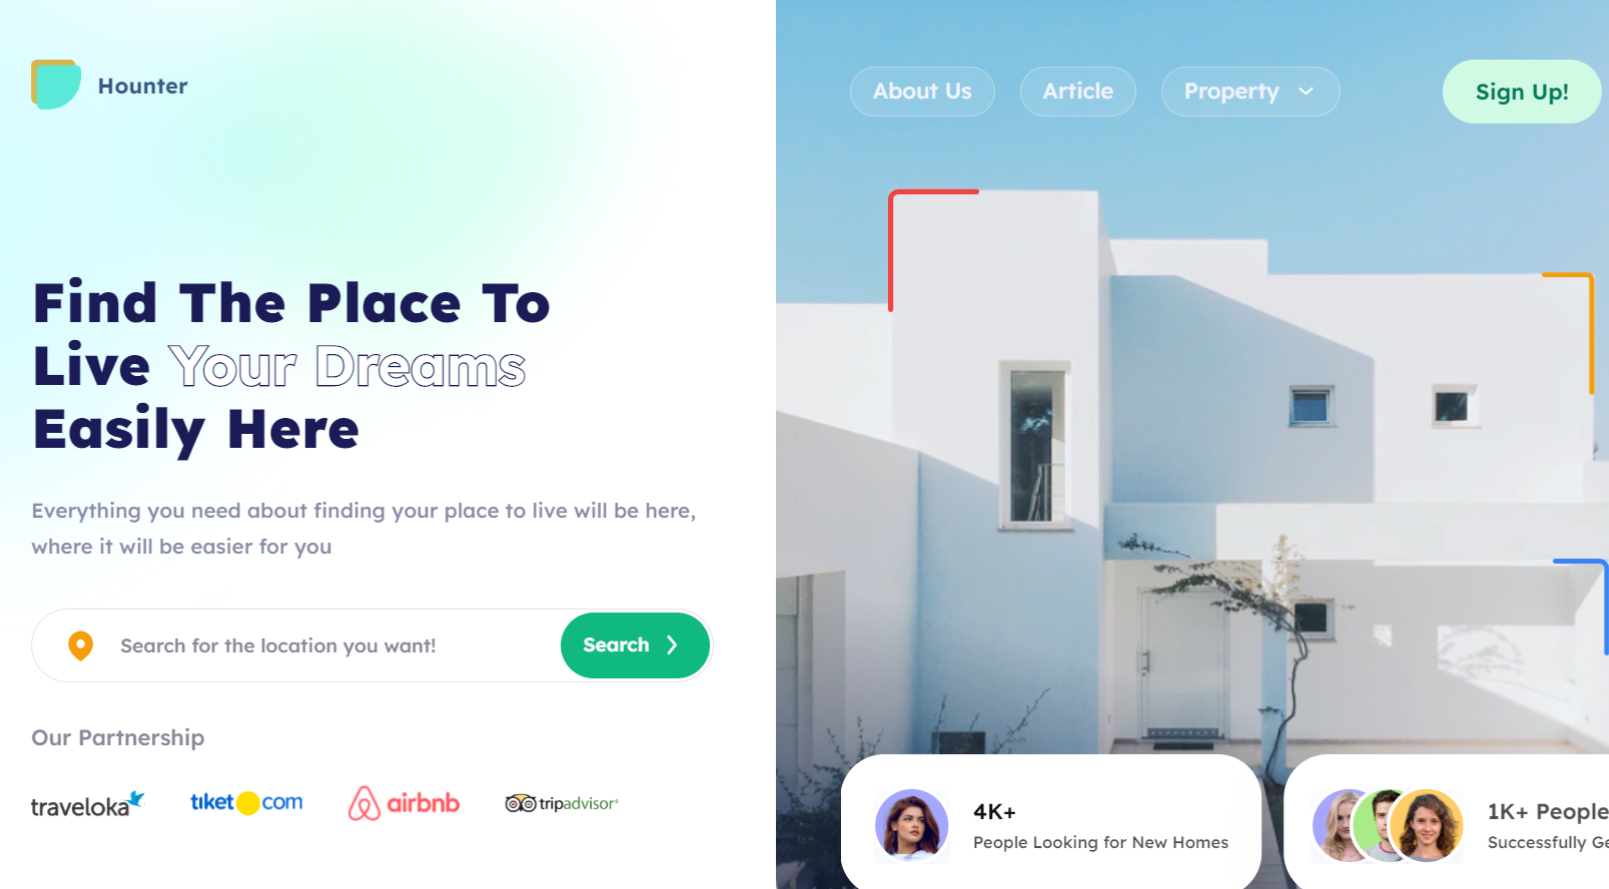 Hounter
About Us
Article
Property
Sign Up!
Find The Place To
Live Your Dreams
Easily Here
Everything you need about finding your place to live will be here,
where it will be easier for you
Search for the location you want!
Search
Our Partnership
traveloka
tiket.com
airbnb
tripadvisor®
4K+
People Looking for New Homes
1K+ People
Successfully